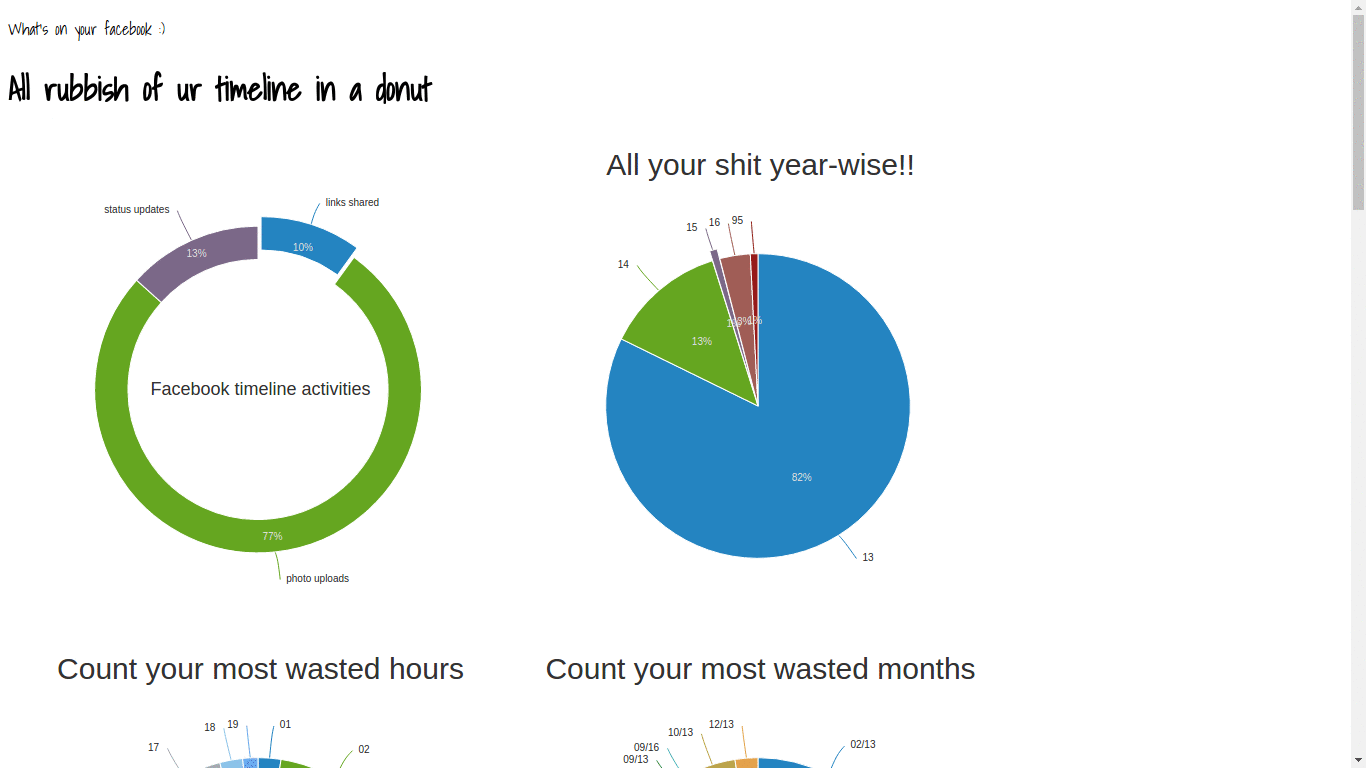 What's on your facebook :)
All rubbish of ur timeline in a donut
All your shit year-wise!!
status updates
links shared
13%
10%
Facebook timeline activities
77%
photo uploads
15
16
95
14
13%
1%
3%
1%
82%
13
Count your most wasted hours
Count your most wasted months
18
19
01
17
02
10/13
12/13
09/16
09/13
02/13